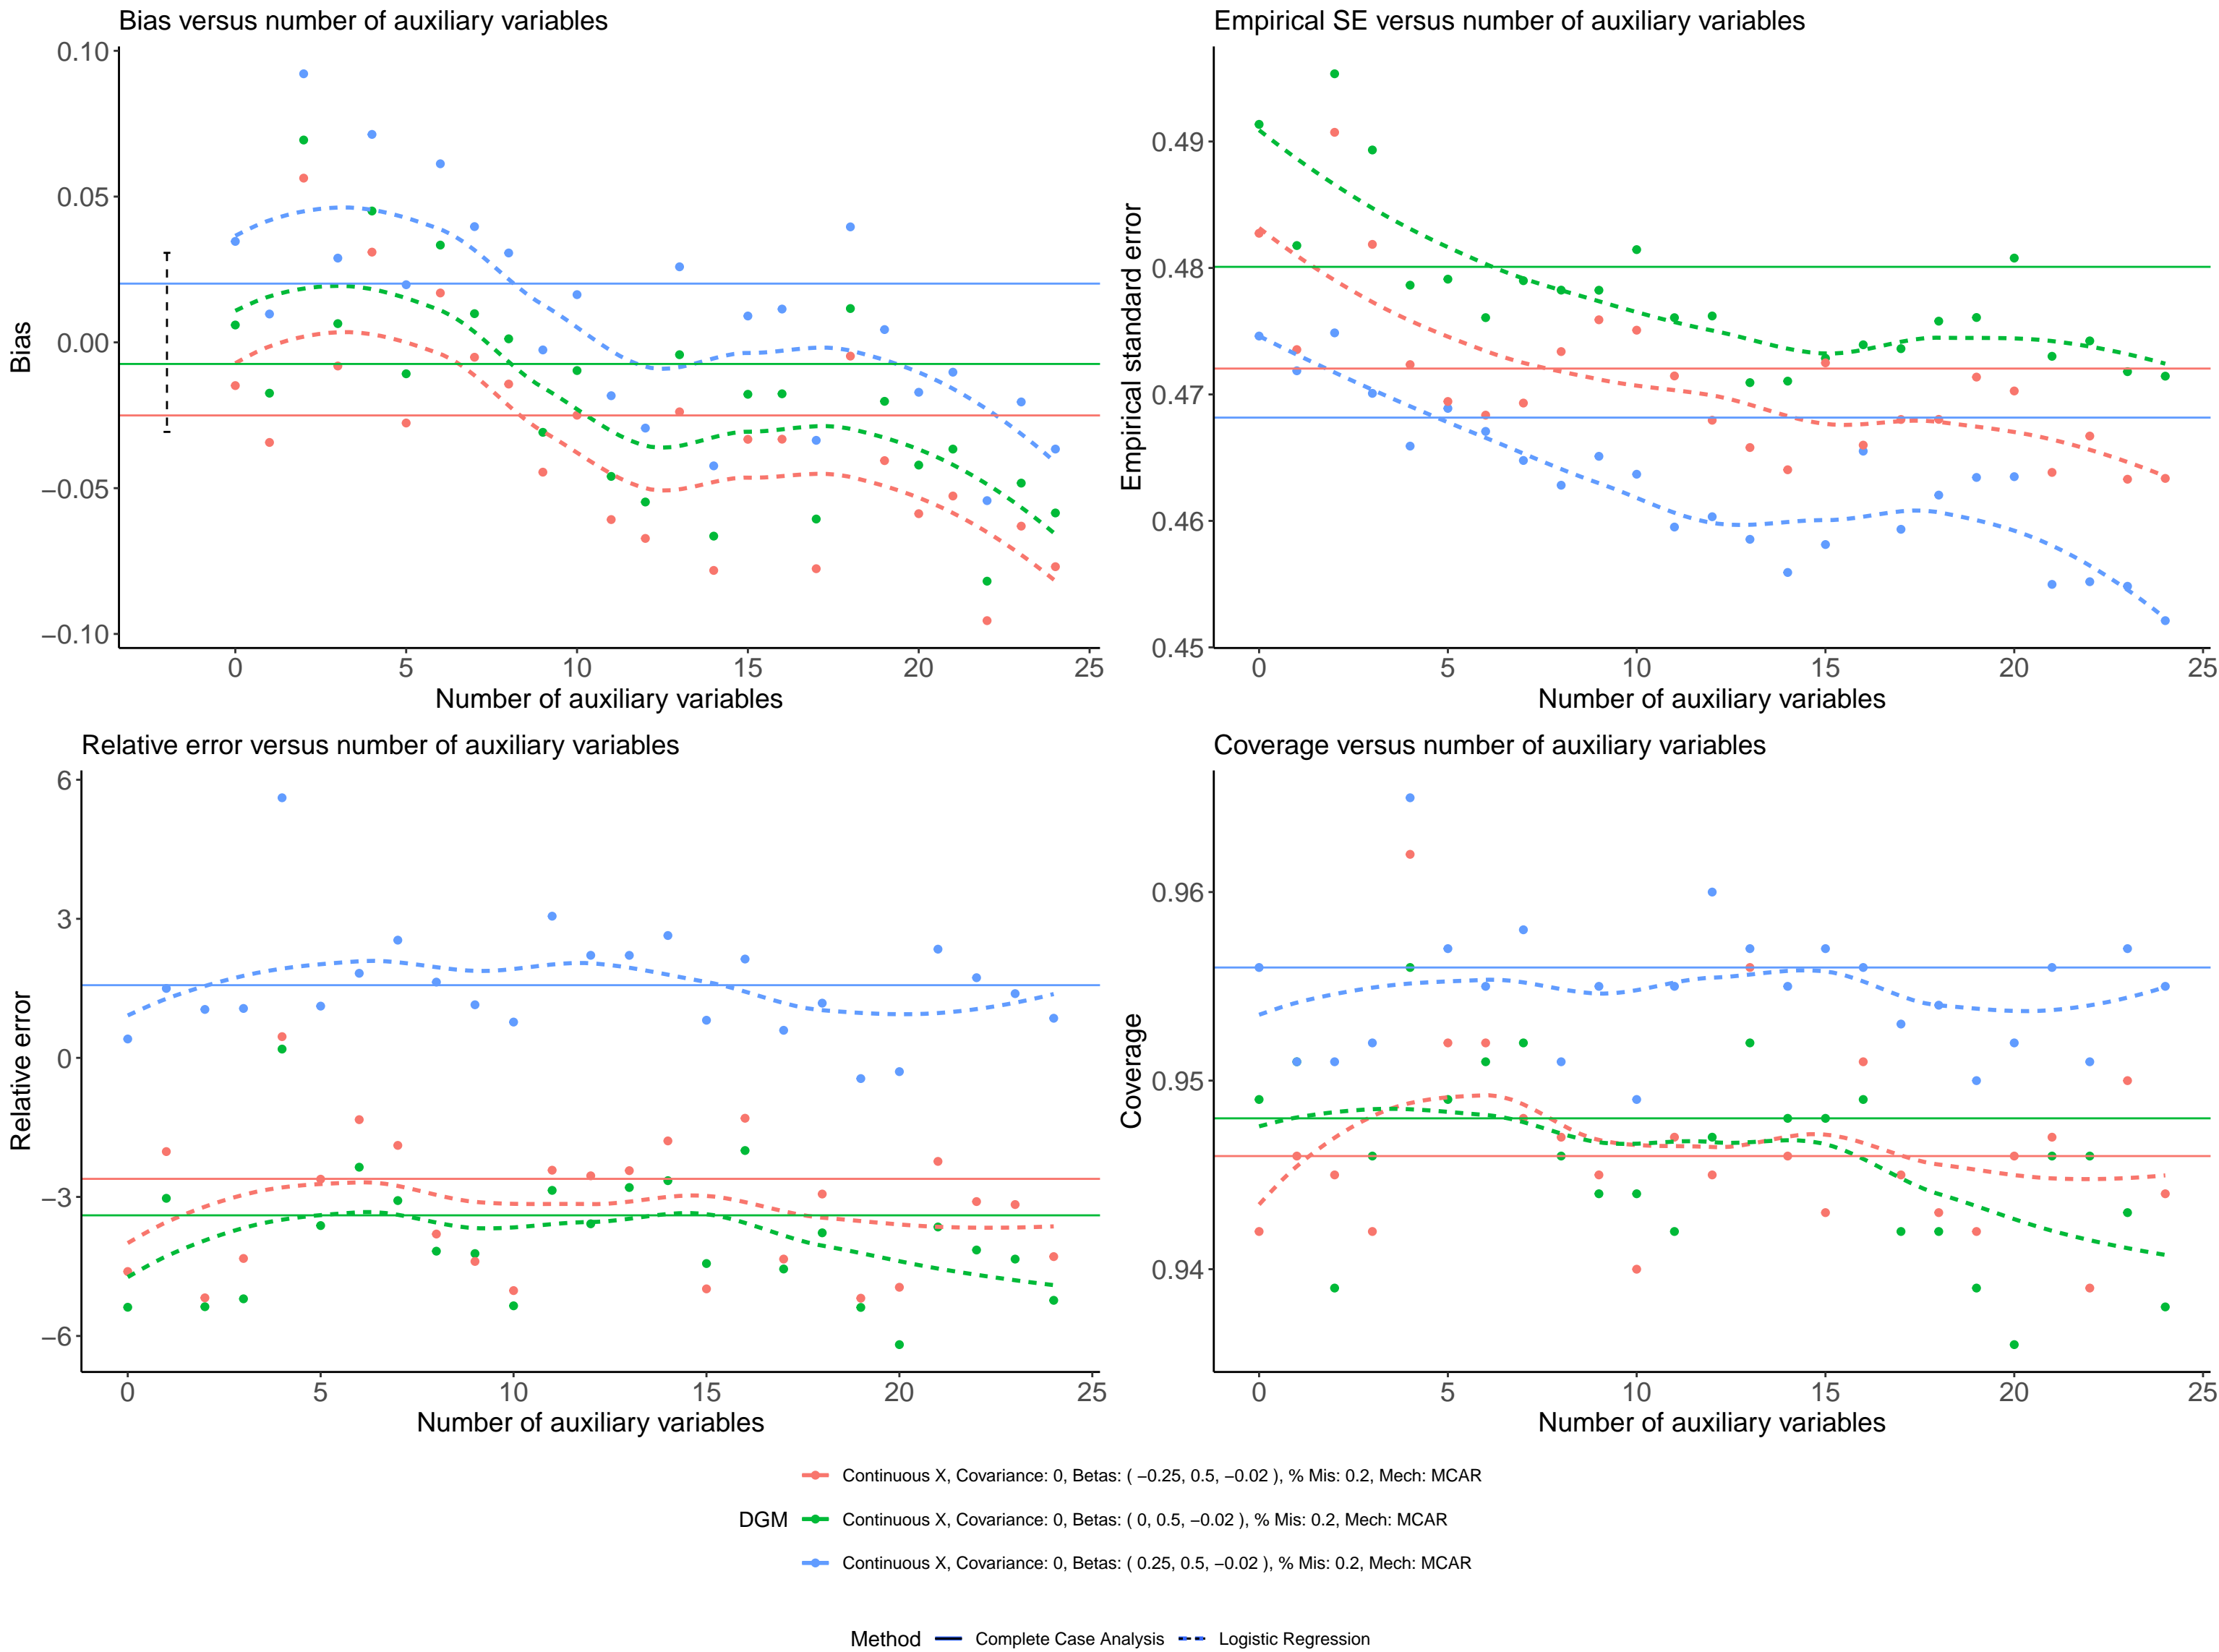 Bias versus number of auxiliary variables
0.10
0.05
0.00
−0.05
−0.10
Bias
0 5 10 15 20 25
Number of auxiliary variables
Empirical SE versus number of auxiliary variables
0.49
0.48
0.47
0.46
0.45
Empirical standard error
0 5 10 15 20 25
Number of auxiliary variables
Relative error versus number of auxiliary variables
6
3
0
−3
−6
Relative error
0 5 10 15 20 25
Number of auxiliary variables
Coverage versus number of auxiliary variables
0.96
0.95
0.94
Coverage
0 5 10 15 20 25
Number of auxiliary variables
DGM
Continuous X, Covariance: 0, Betas: ( −0.25, 0.5, −0.02 ), % Mis: 0.2, Mech: MCAR
Continuous X, Covariance: 0, Betas: ( 0, 0.5, −0.02 ), % Mis: 0.2, Mech: MCAR
Continuous X, Covariance: 0, Betas: ( 0.25, 0.5, −0.02 ), % Mis: 0.2, Mech: MCAR
Method Complete Case Analysis Logistic Regression